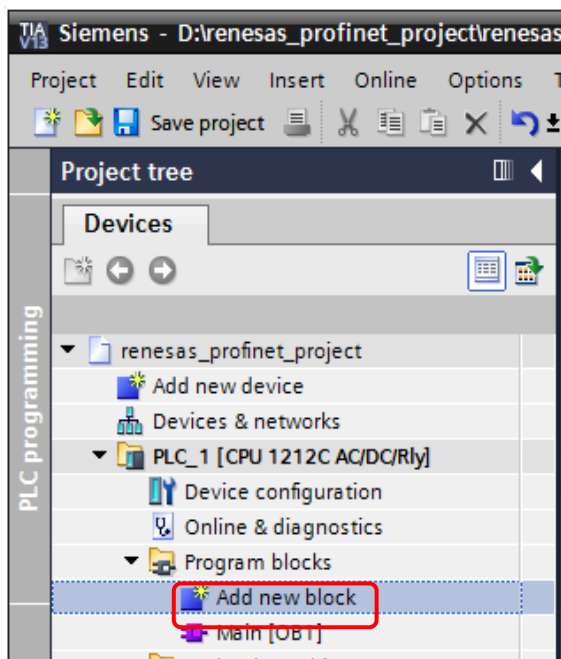 TIA V13 Siemens - D:\renesas_profinet_project\renesas
Project Edit View Insert Online Options
Save project
Project tree
Devices
PLC programming
renesas_profinet_project
Add new device
Devices & networks
PLC_1 [CPU 1212C AC/DC/Rly]
Device configuration
Online & diagnostics
Program blocks
Add new block
Main [OB1]